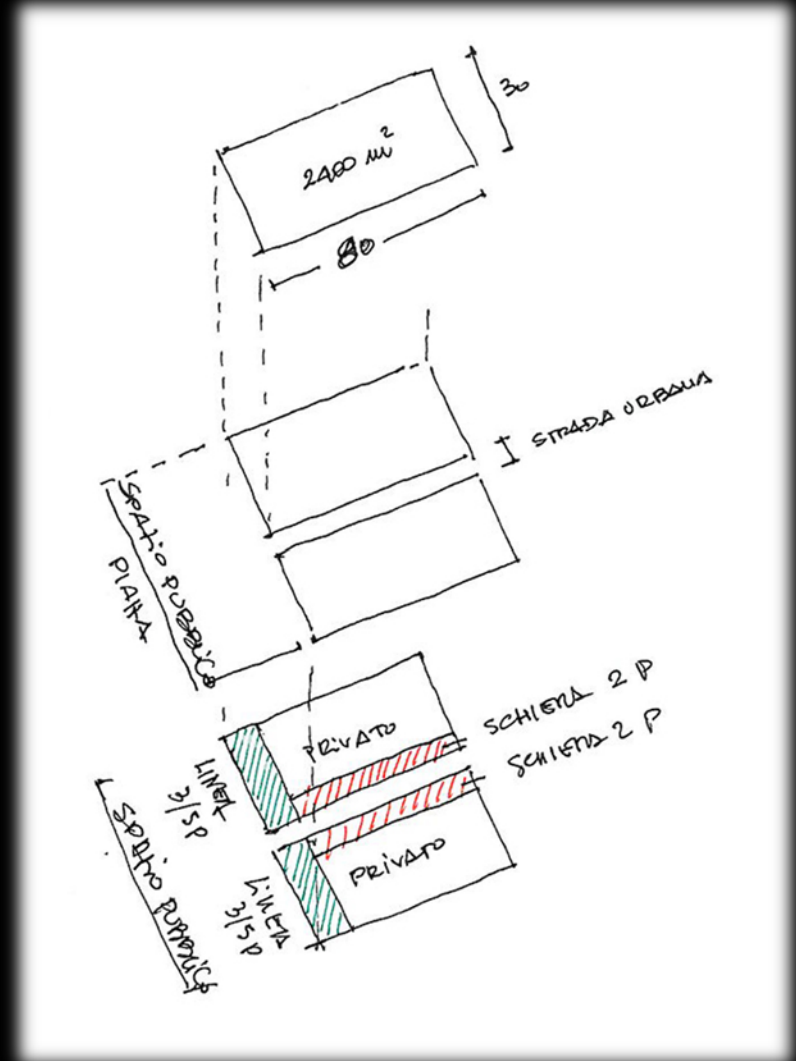 30
2400 m²
80
STRADA URBANA
SPAZIO PUBBLICO
PIAZZA
PRIVATO
SCHIERA 2 P
SCHIERA 2 P
LINEA
3/5 P
PRIVATO
LINEA
3/5 P
SPAZIO PUBBLICO